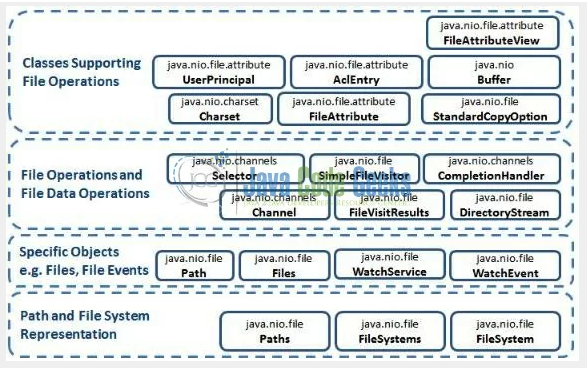 java.nio.file.attribute
FileAttributeView
Classes Supporting
File Operations
java.nio.file.attribute
UserPrincipal
java.nio.file.attribute
AclEntry
java.nio
Buffer
java.nio.charset
Charset
java.nio.file.attribute
FileAttribute
java.nio.file
StandardCopyOption
File Operations and
File Data Operations
java.nio.channels
Selector
java.nio.file
SimpleFileVisitor
java.nio.channels
CompletionHandler
Java Code Geeks
java.nio.channels
Channel
java.nio.file
FileVisitResults
java.nio.file
DirectoryStream
Specific Objects
e.g. Files, File Events
java.nio.file
Path
java.nio.file
Files
java.nio.file
WatchService
java.nio.file
WatchEvent
Path and File System
Representation
java.nio.file
Paths
java.nio.file
FileSystems
java.nio.file
FileSystem